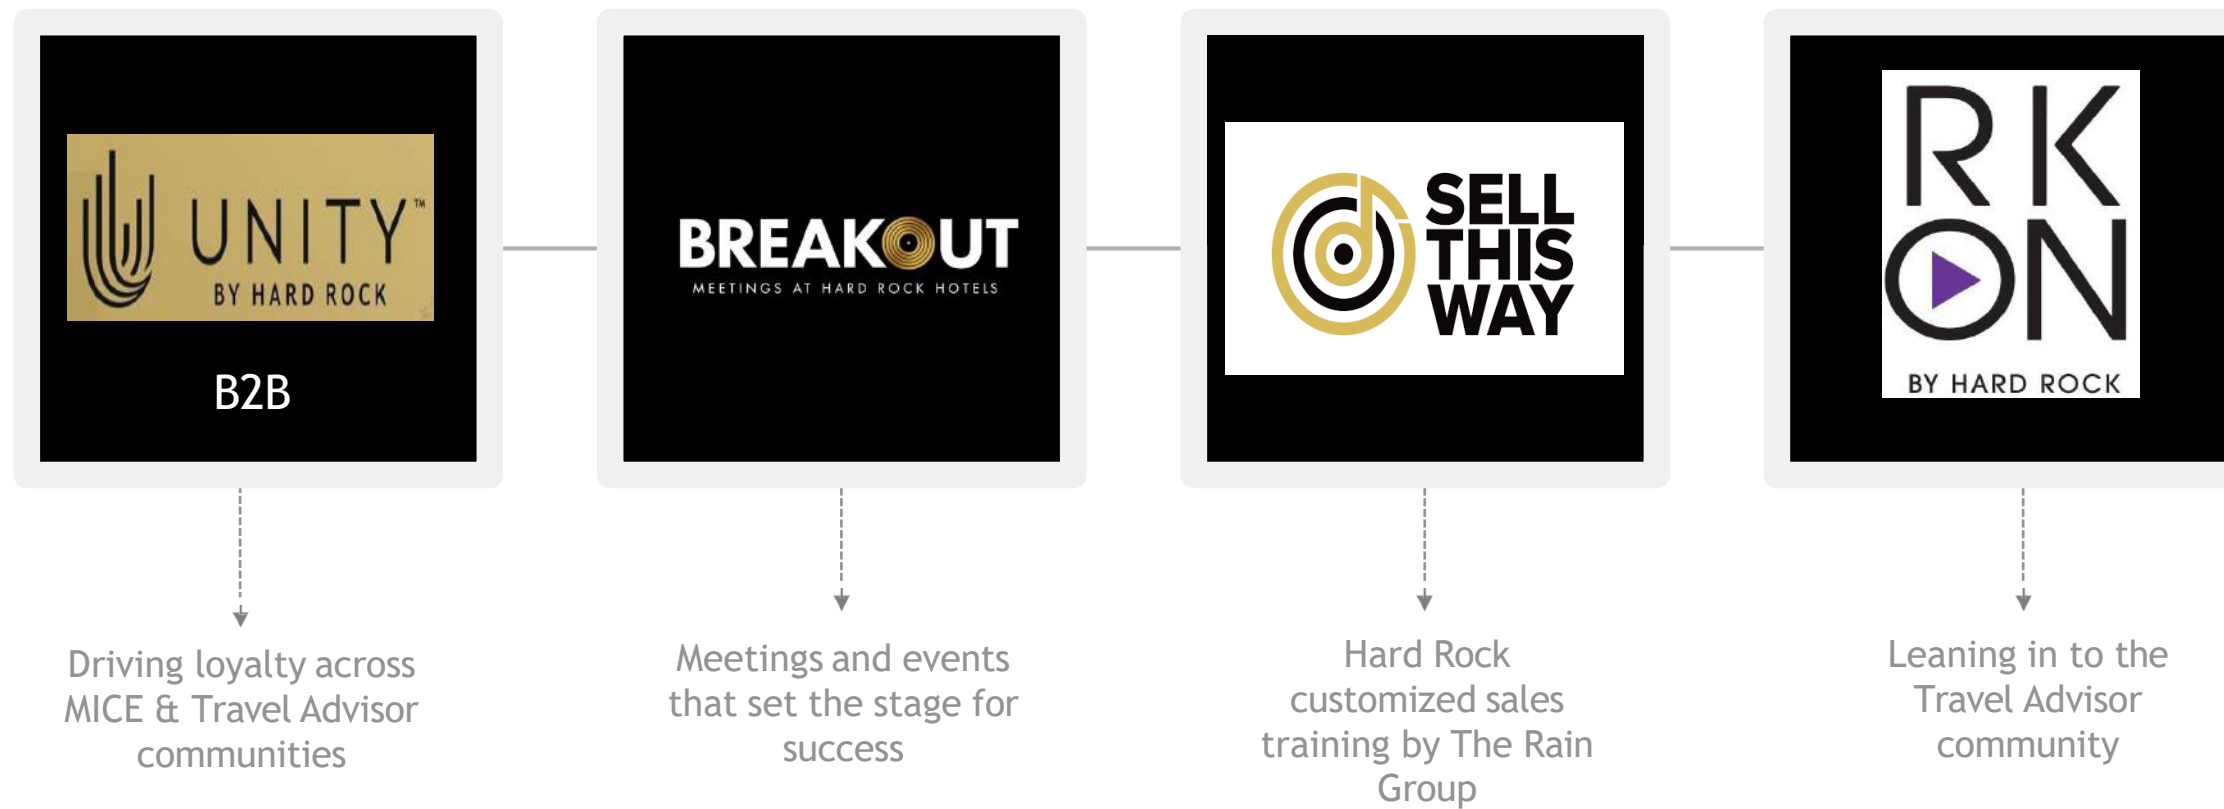 UNITY™
BY HARD ROCK
B2B
BREAKOUT
MEETINGS AT HARD ROCK HOTELS
SELL
THIS
WAY
RK
ON
BY HARD ROCK
Driving loyalty across
MICE & Travel Advisor
communities
Meetings and events
that set the stage for
success
Hard Rock
customized sales
training by The Rain
Group
Leaning in to the
Travel Advisor
community